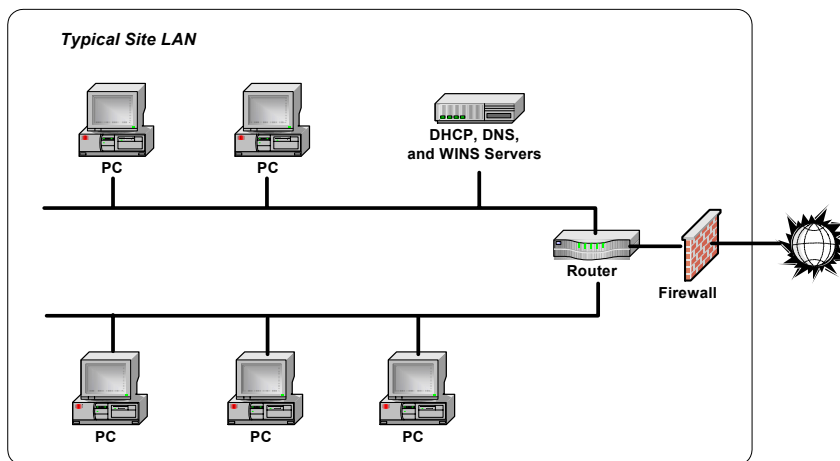 Typical Site LAN
PC
PC
DHCP, DNS,
and WINS Servers
Router
Firewall
PC
PC
PC